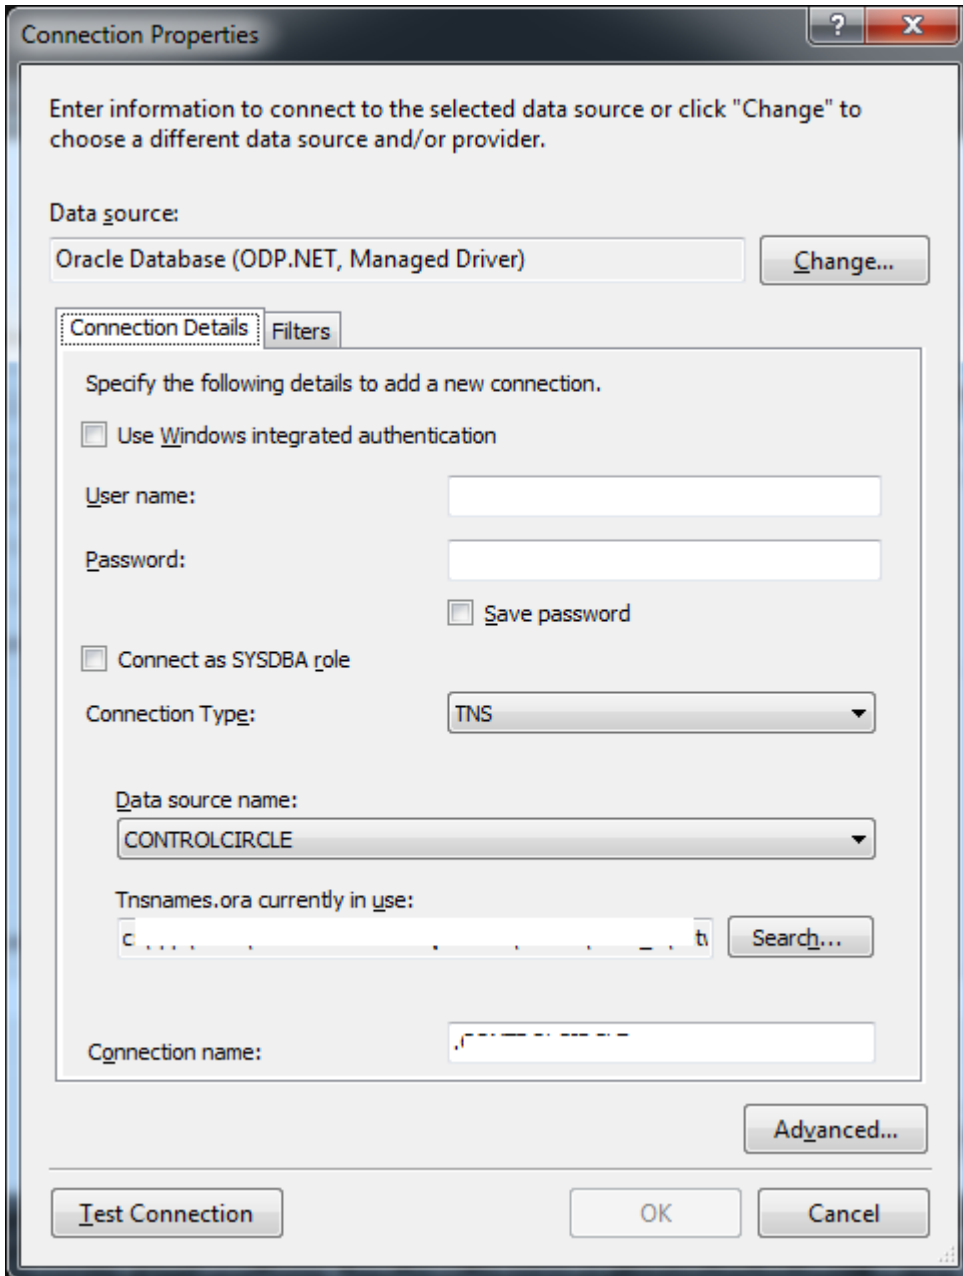 Connection Properties
?
X
Enter information to connect to the selected data source or click "Change" to
choose a different data source and/or provider.
Data source:
Oracle Database (ODP.NET, Managed Driver)
Change...
Connection Details
Filters
Specify the following details to add a new connection.
Use Windows integrated authentication
User name:
Password:
Save password
Connect as SYSDBA role
Connection Type:
TNS
Data source name:
CONTROLCIRCLE
Tnsnames.ora currently in use:
Search...
Connection name:
Advanced...
Test Connection
OK
Cancel